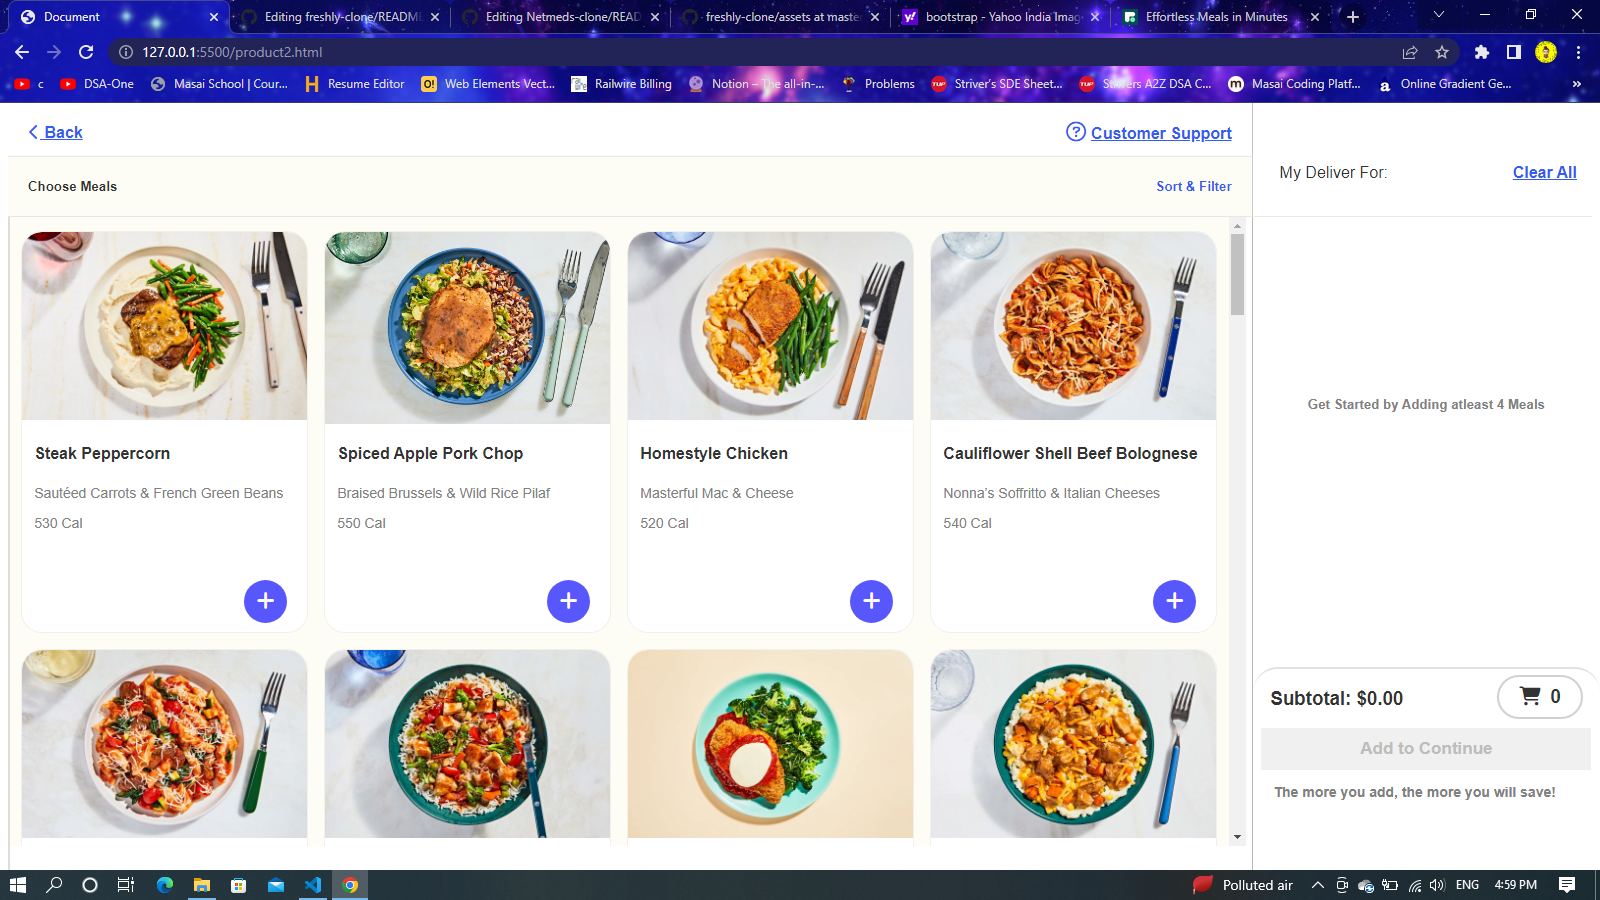 Document
Editing freshly-clone/READM
Editing Netmeds-clone/READ
freshly-clone/assets at maste
bootstrap - Yahoo India Imag
Effortless Meals in Minutes
127.0.0.1:5500/product2.html
c
DSA-One
Masai School | Cour...
Resume Editor
Web Elements Vect...
Railwire Billing
Notion – The all-in-...
Problems
Striver's SDE Sheet...
Strivers A2Z DSA C...
Masai Coding Platf...
Online Gradient Ge...
Back
Customer Support
Choose Meals
Sort & Filter
My Deliver For:
Clear All
Steak Peppercorn
Sautéed Carrots & French Green Beans
530 Cal
Spiced Apple Pork Chop
Braised Brussels & Wild Rice Pilaf
550 Cal
Homestyle Chicken
Masterful Mac & Cheese
520 Cal
Cauliflower Shell Beef Bolognese
Nonna’s Soffritto & Italian Cheeses
540 Cal
Get Started by Adding atleast 4 Meals
Subtotal: $0.00
0
Add to Continue
The more you add, the more you will save!
Polluted air
ENG
4:59 PM